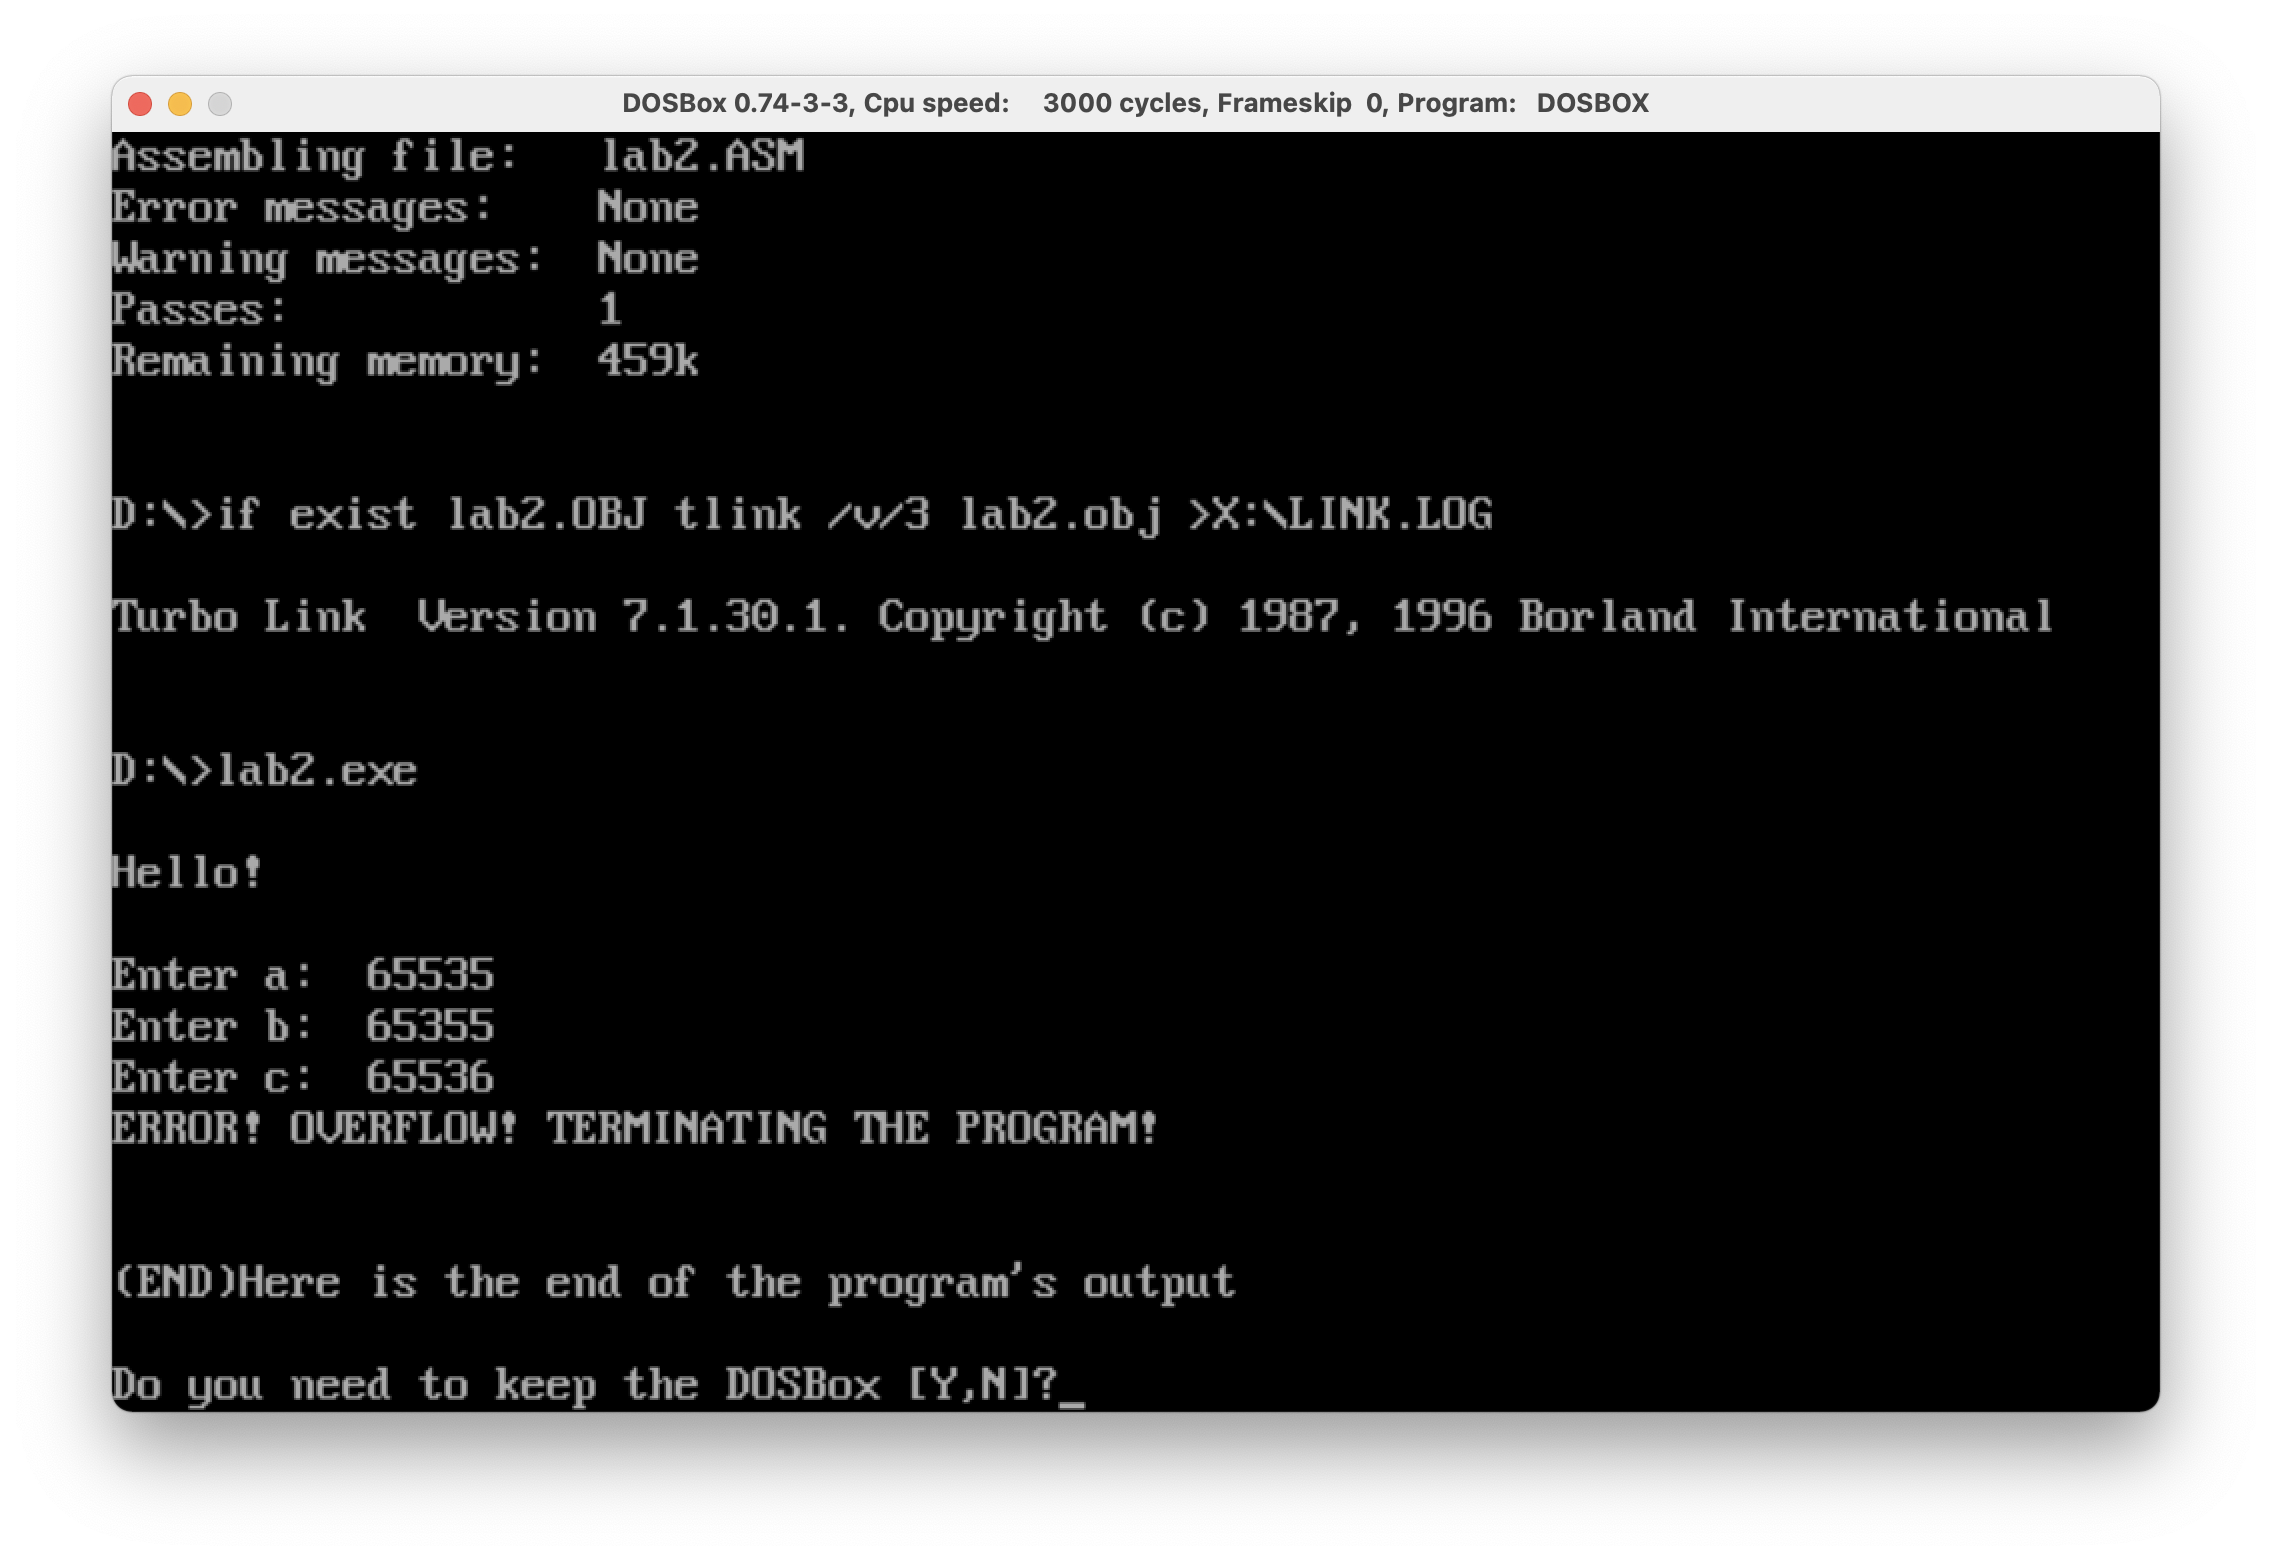 DOSBox 0.74-3-3, Cpu speed: 3000 cycles, Frameskip 0, Program: DOSBOX
Assembling file: lab2.ASM
Error messages: None
Warning messages: None
Passes: 1
Remaining memory: 459k
D:\>if exist lab2.OBJ tlink /v/3 lab2.obj >X:\LINK.LOG
Turbo Link Version 7.1.30.1. Copyright (c) 1987, 1996 Borland International
D:\>lab2.exe
Hello!
Enter a: 65535
Enter b: 65355
Enter c: 65536
ERROR! OVERFLOW! TERMINATING THE PROGRAM!
(END)Here is the end of the program's output
Do you need to keep the DOSBox [Y,N]?_